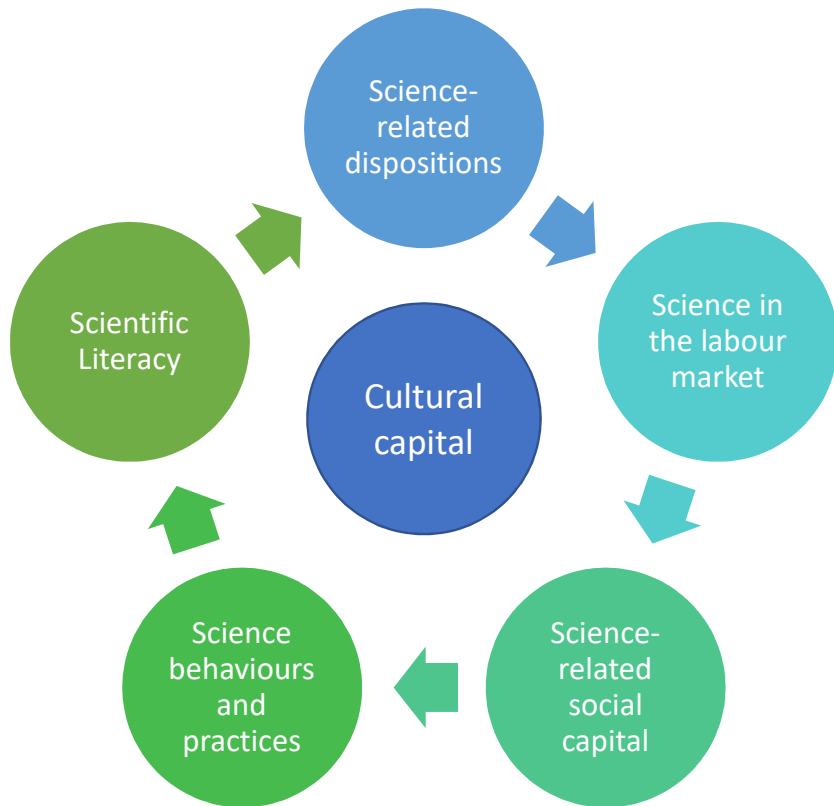 Science-
related
dispositions
Science in
the labour
market
Science-
related
social
capital
Science
behaviours
and
practices
Scientific
Literacy
Cultural
capital